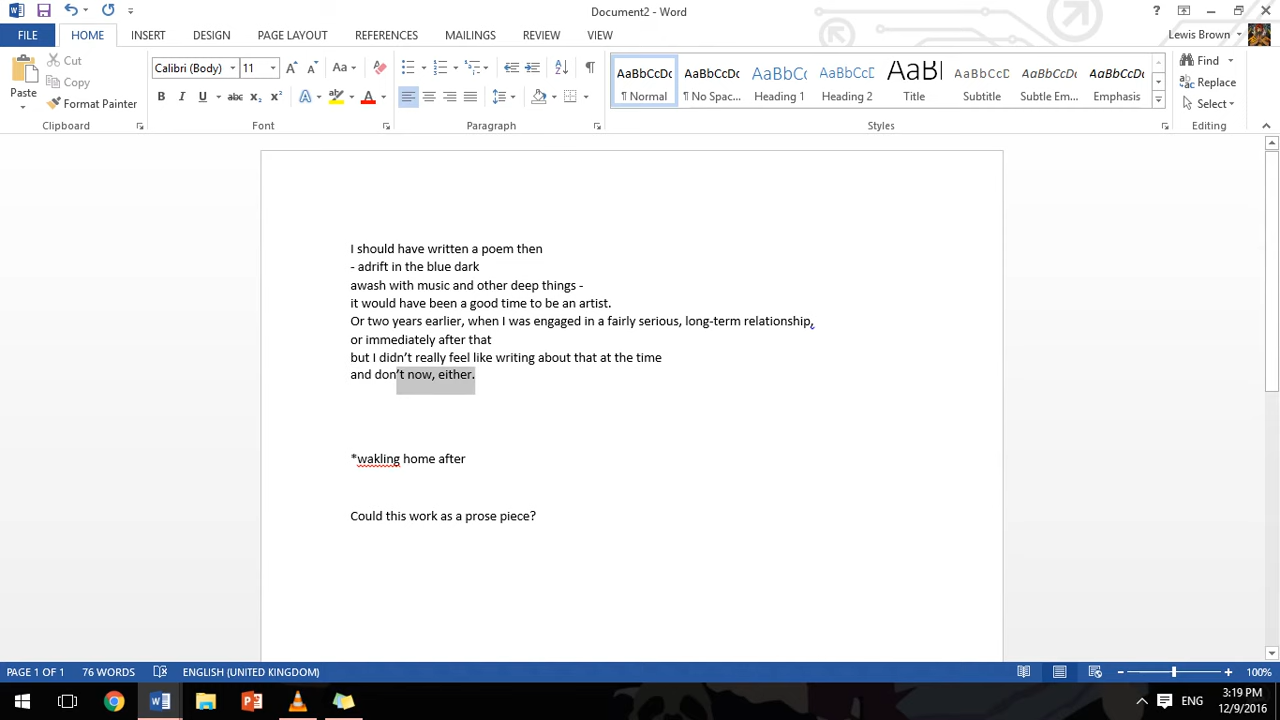 Document2 - Word
?
FILE HOME INSERT DESIGN PAGE LAYOUT REFERENCES MAILINGS REVIEW VIEW Lewis Brown
Paste Cut Copy Format Painter
Clipboard
Calibri (Body) 11 Aa
B I U abc x₂ x² A A
Font
Paragraph
AaBbCcDc AaBbCcDc AaBbCc AaBbCcD AaBl AaBbCcD AaBbCcDc AaBbCcDc
¶ Normal ¶ No Spac... Heading 1 Heading 2 Title Subtitle Subtle Em... Emphasis
Styles
Find
Replace
Select
Editing
I should have written a poem then
- adrift in the blue dark
awash with music and other deep things -
it would have been a good time to be an artist.
Or two years earlier, when I was engaged in a fairly serious, long-term relationship,
or immediately after that
but I didn't really feel like writing about that at the time
and don't now, either.
*wakling home after
Could this work as a prose piece?
PAGE 1 OF 1 76 WORDS ENGLISH (UNITED KINGDOM) 100%
ENG 3:19 PM
12/9/2016